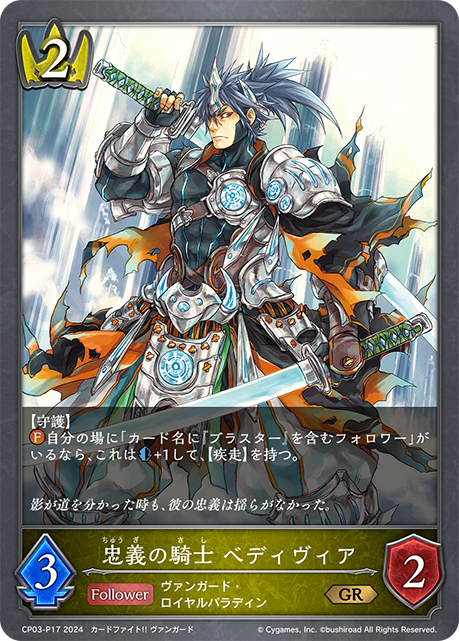 2
【守護】
F 自分の場に「カード名に『ブラスター』を含むフォロワー」が
いるなら、これは+1して、【疾走】を持つ。
影が道を分かった時も、彼の忠義は揺らがなかった。
ちゅうぎ きし
忠義の騎士 ベディヴィア
3
Follower
ヴァンガード・
ロイヤルパラディン
GR
2
CP03-P17 2024 カードファイト!! ヴァンガード
© Cygames, Inc. ©bushiroad All Rights Reserved.